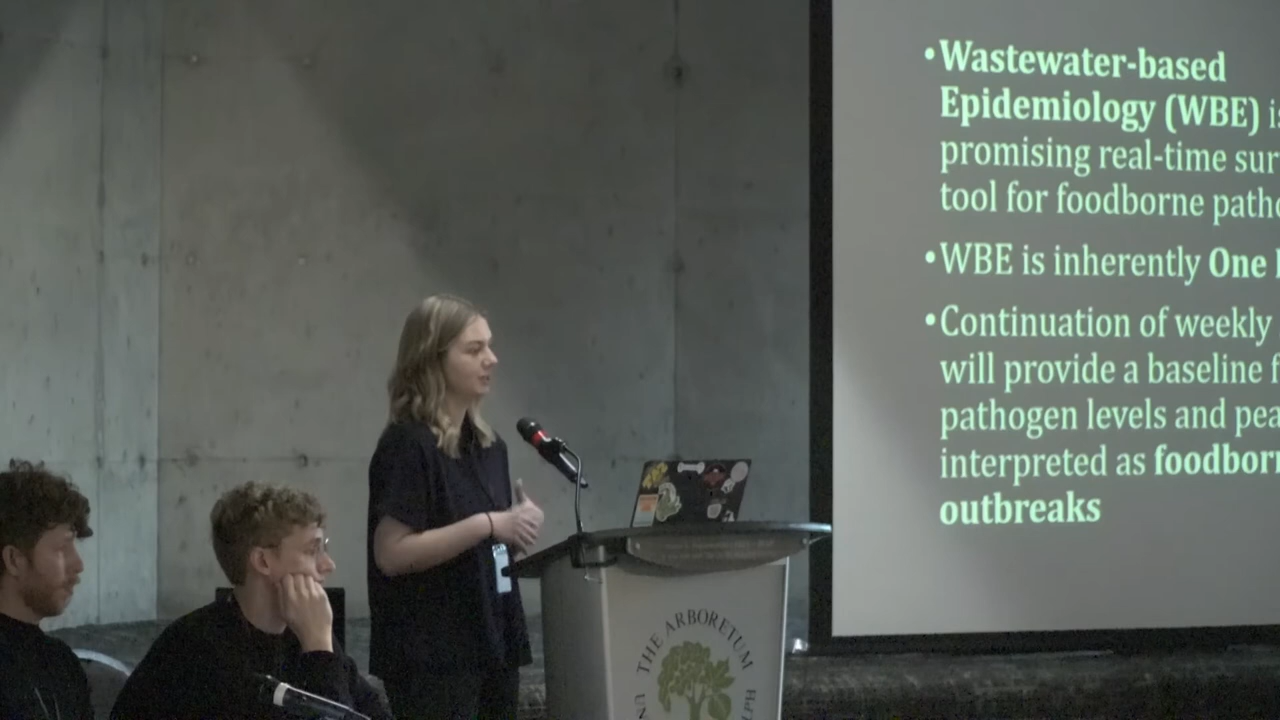 •Wastewater-based
Epidemiology (WBE) is
promising real-time sur
tool for foodborne patho
•WBE is inherently One
•Continuation of weekly
will provide a baseline f
pathogen levels and pea
interpreted as foodborn
outbreaks
THE ARBORETUM